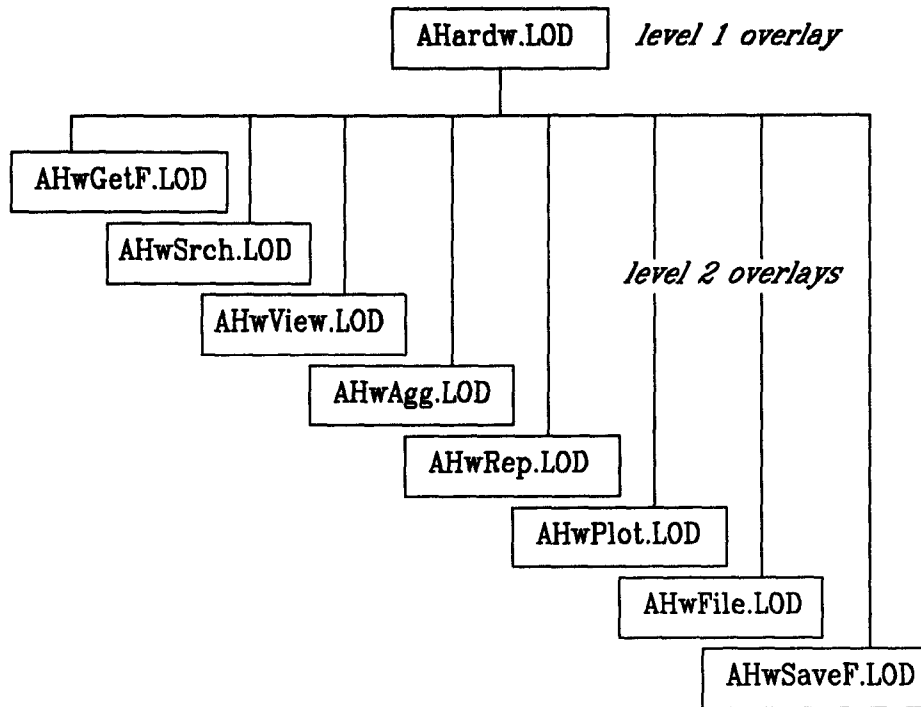 AHardw.LOD level 1 overlay
AHwGetF.LOD
AHwSrch.LOD
level 2 overlays
AHwView.LOD
AHwAgg.LOD
AHwRep.LOD
AHwPlot.LOD
AHwFile.LOD
AHwSaveF.LOD